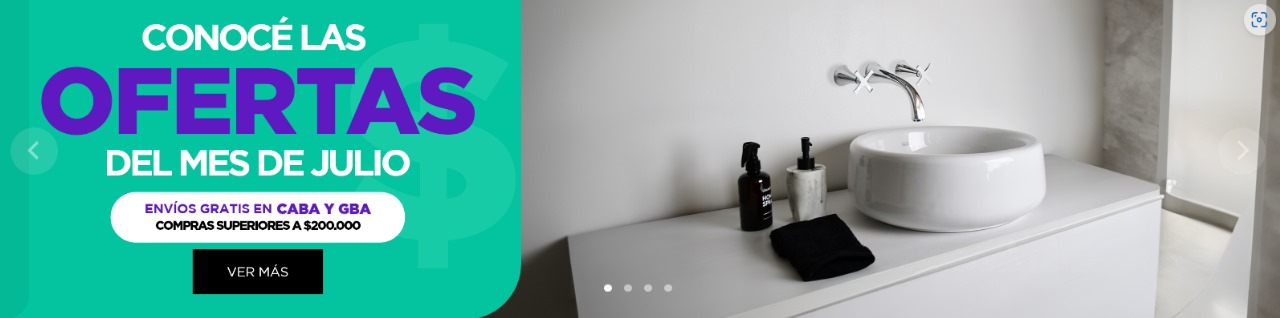 CONOCÉ LAS
OFERTAS
DEL MES DE JULIO
ENVÍOS GRATIS EN CABA Y GBA
COMPRAS SUPERIORES A $200.000
VER MÁS
$